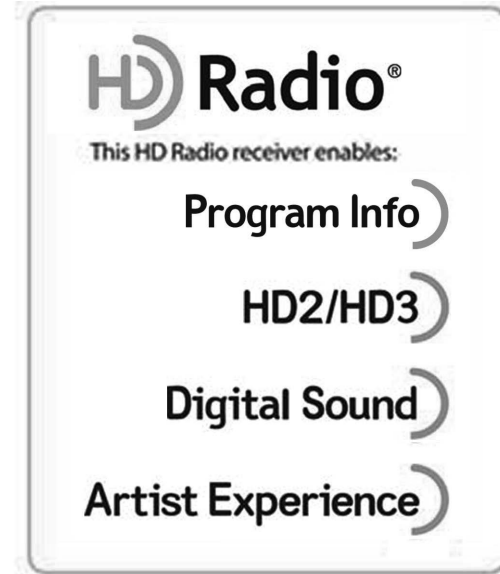 HD Radio®
This HD Radio receiver enables:
Program Info
HD2/HD3
Digital Sound
Artist Experience